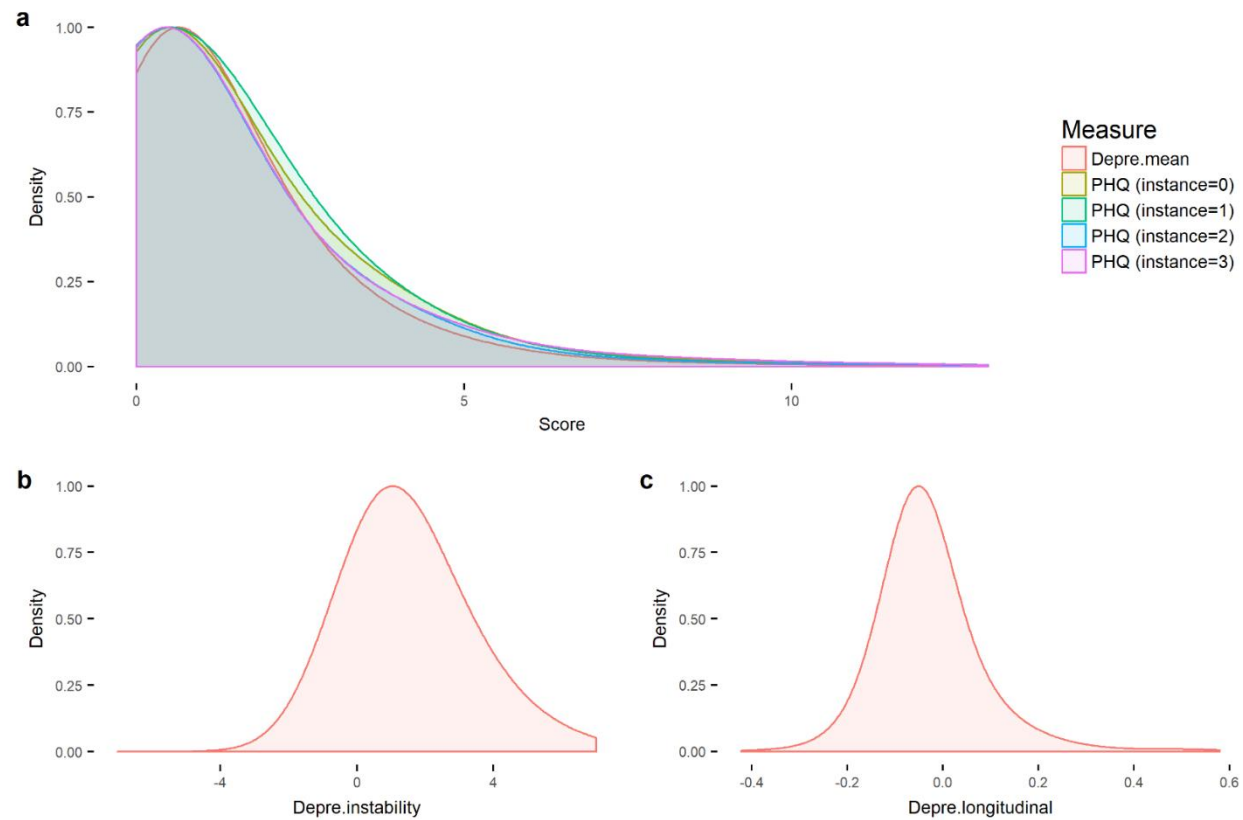 a
1.00
0.75
0.50
0.25
0.00
Density
0
5
10
Score
Measure
Depre.mean
PHQ (instance=0)
PHQ (instance=1)
PHQ (instance=2)
PHQ (instance=3)
b
1.00
0.75
0.50
0.25
0.00
Density
-4
0
4
Depre.instability
c
1.00
0.75
0.50
0.25
0.00
Density
-0.4
-0.2
0.0
0.2
0.4
0.6
Depre.longitudinal